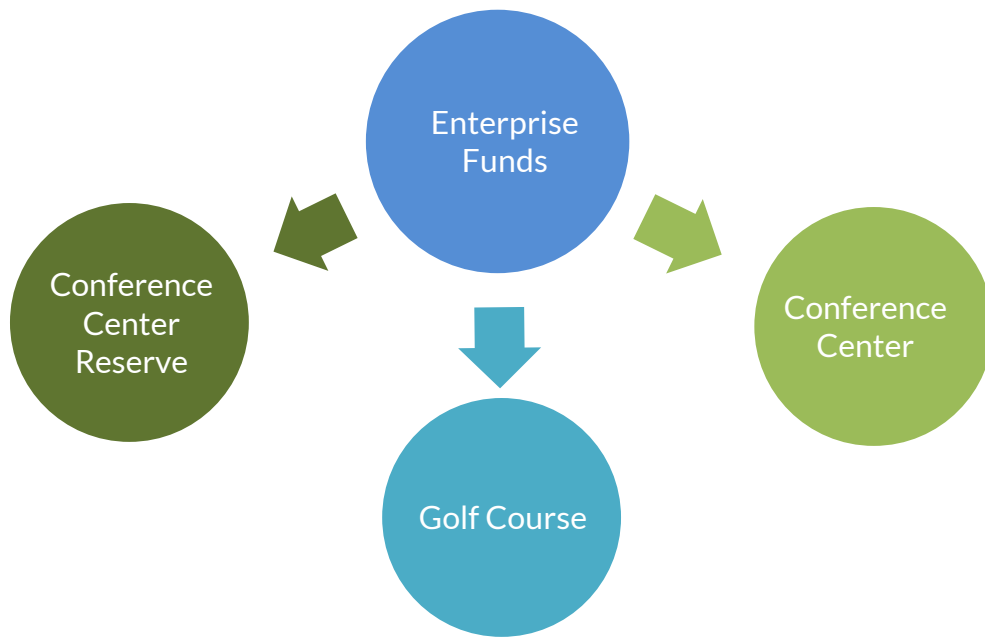 Enterprise
Funds
Conference
Center
Reserve
Conference
Center
Golf Course